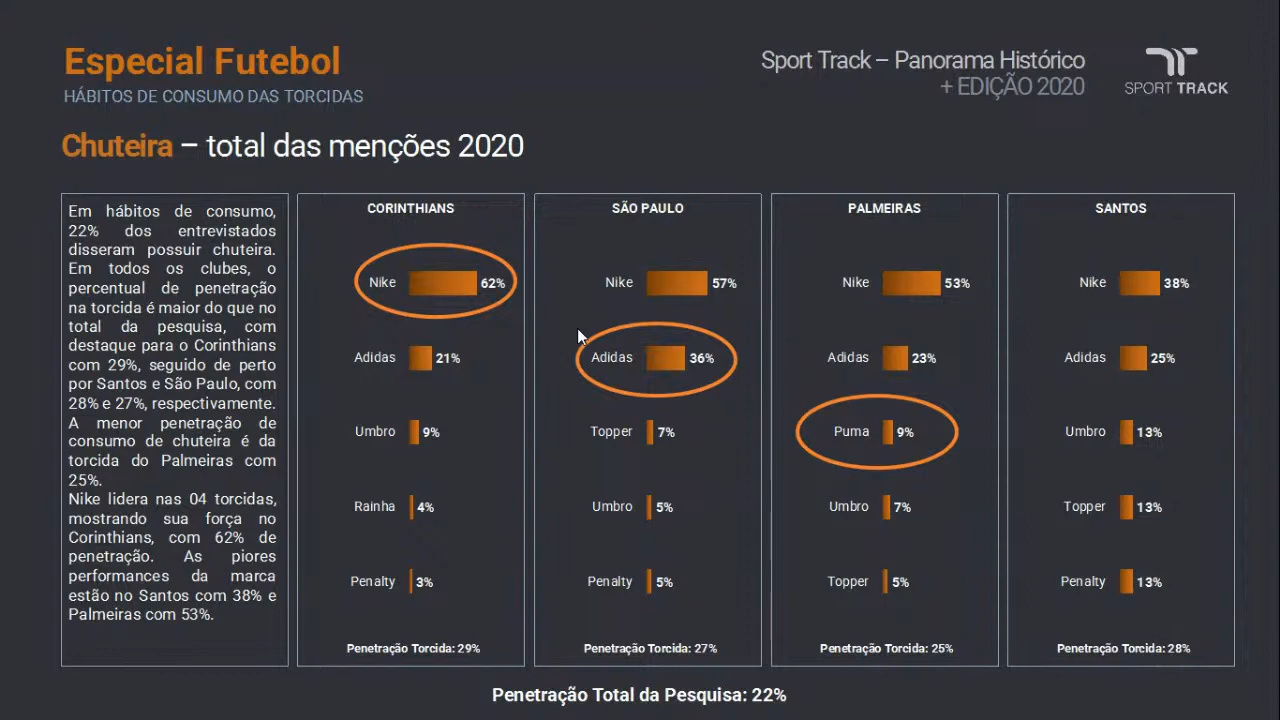 Especial Futebol
HÁBITOS DE CONSUMO DAS TORCIDAS
Sport Track – Panorama Histórico
+ EDIÇÃO 2020
SPORT TRACK
Chuteira – total das menções 2020
Em hábitos de consumo,
22% dos entrevistados
disseram possuir chuteira.
Em todos os clubes, o
percentual de penetração
na torcida é maior do que no
total da pesquisa, com
destaque para o Corinthians
com 29%, seguido de perto
por Santos e São Paulo, com
28% e 27%, respectivamente.
A menor penetração de
consumo de chuteira é da
torcida do Palmeiras com
25%.
Nike lidera nas 04 torcidas,
mostrando sua força no
Corinthians, com 62% de
penetração. As piores
performances da marca
estão no Santos com 38% e
Palmeiras com 53%.
CORINTHIANS
Nike 62%
Adidas 21%
Umbro 9%
Rainha 4%
Penalty 3%
Penetração Torcida: 29%
SÃO PAULO
Nike 57%
Adidas 36%
Topper 7%
Umbro 5%
Penalty 5%
Penetração Torcida: 27%
PALMEIRAS
Nike 53%
Adidas 23%
Puma 9%
Umbro 7%
Topper 5%
Penetração Torcida: 25%
SANTOS
Nike 38%
Adidas 25%
Umbro 13%
Topper 13%
Penalty 13%
Penetração Torcida: 28%
Penetração Total da Pesquisa: 22%